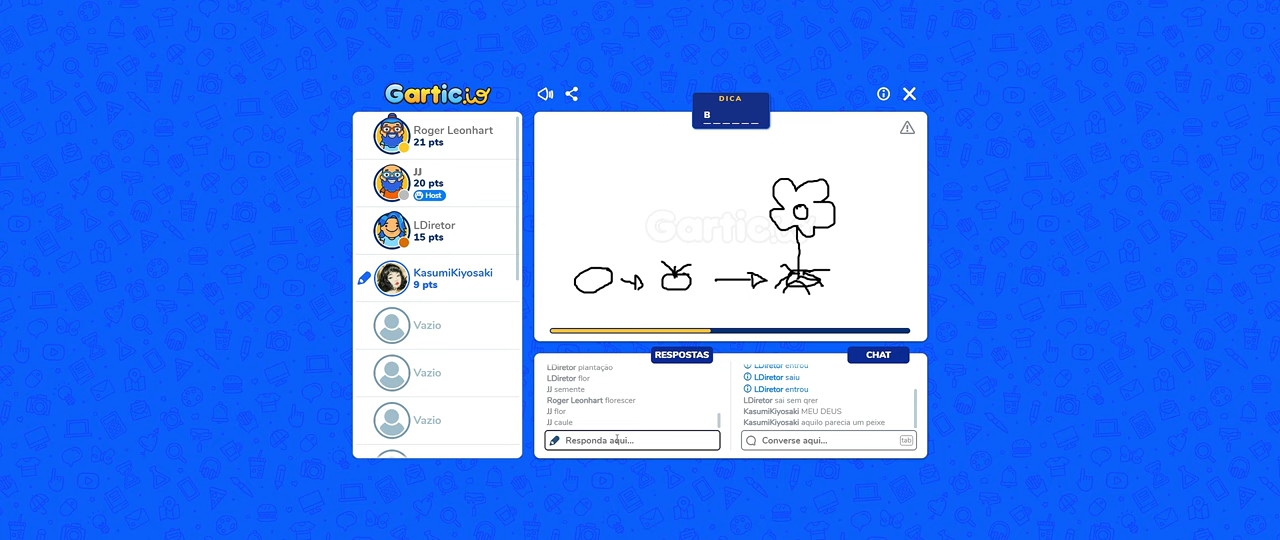 Gartic.io
DICA
B _ _ _ _ _ _
Roger Leonhart
21 pts
JJ
20 pts
Host
LDiretor
15 pts
KasumiKiyosaki
9 pts
Vazio
Vazio
Vazio
Gartic
RESPOSTAS
LDiretor plantação
LDiretor flor
JJ semente
Roger Leonhart florescer
JJ flor
JJ caule
Responda aqui...
CHAT
LDiretor entrou
LDiretor saiu
LDiretor entrou
LDiretor sai sem qrer
KasumiKiyosaki MEU DEUS
KasumiKiyosaki aquilo parecia um peixe
Converse aqui...
tab